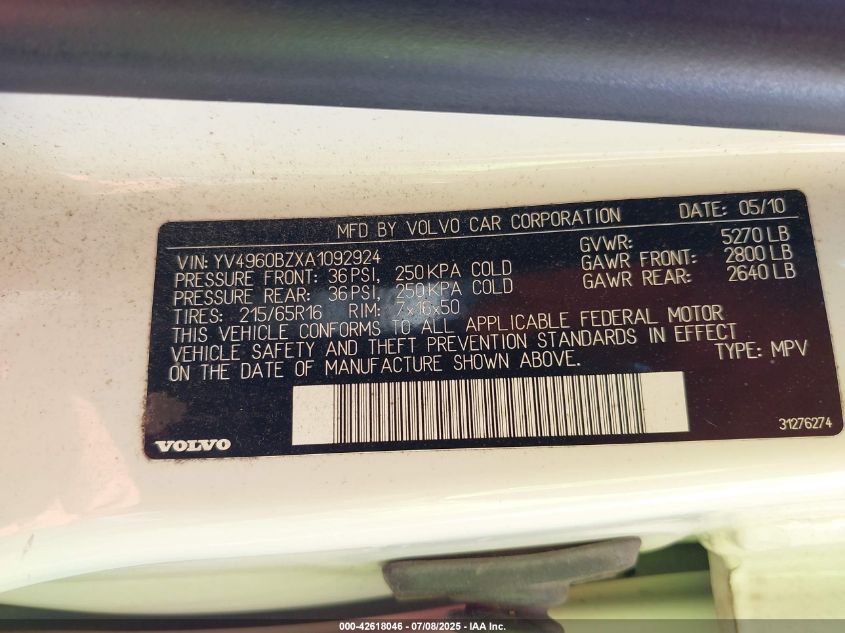 MFD BY VOLVO CAR CORPORATION DATE: 05/10
VIN: YV4960BZXA1092924 GVWR: 5270 LB
PRESSURE FRONT: 36 PSI, 250 KPA COLD GAWR FRONT: 2800 LB
PRESSURE REAR: 36 PSI, 250 KPA COLD GAWR REAR: 2640 LB
TIRES: 215/65R16 RIM: 7x16x50
THIS VEHICLE CONFORMS TO ALL APPLICABLE FEDERAL MOTOR
VEHICLE SAFETY AND THEFT PREVENTION STANDARDS IN EFFECT
ON THE DATE OF MANUFACTURE SHOWN ABOVE. TYPE: MPV
VOLVO 31276274
000-42618046 - 07/08/2025 - IAA Inc.